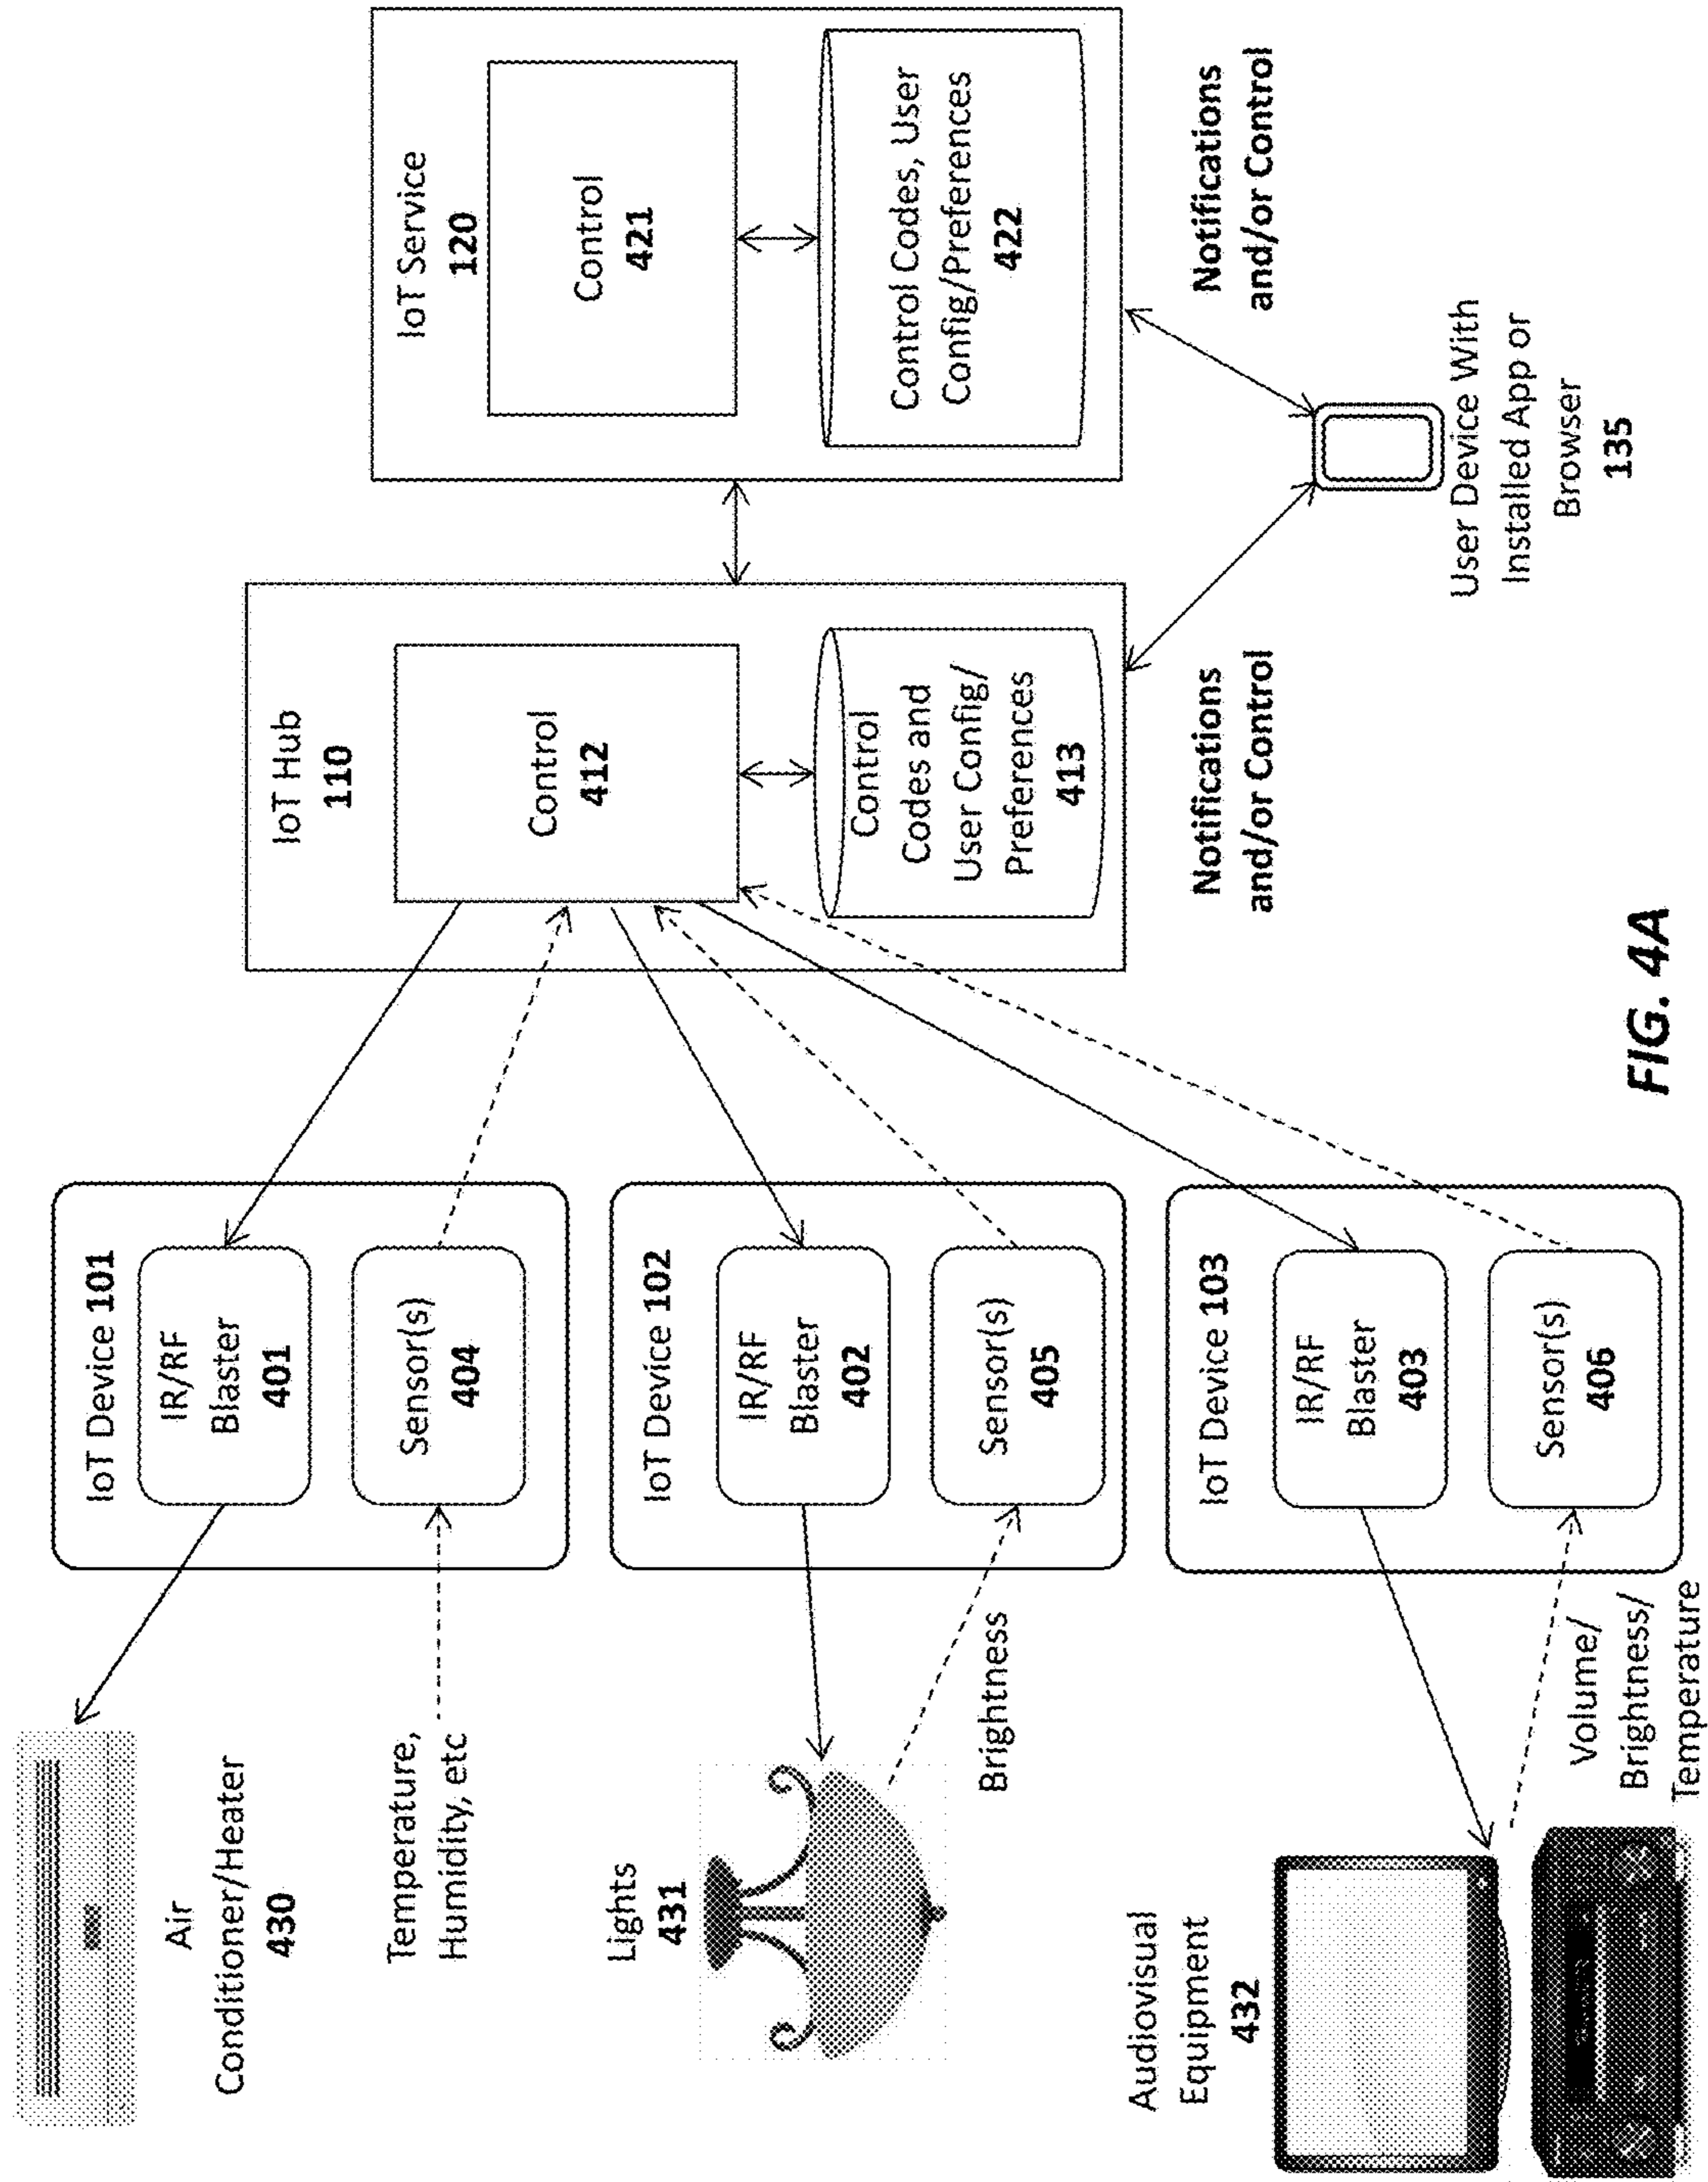 Air
Conditioner/Heater
430
Temperature,
Humidity, etc
Lights
431
Brightness
Audiovisual
Equipment
432
Volume/
Brightness/
Temperature
IoT Device 101
IR/RF
Blaster
401
Sensor(s)
404
IoT Device 102
IR/RF
Blaster
402
Sensor(s)
405
IoT Device 103
IR/RF
Blaster
403
Sensor(s)
406
IoT Hub
110
Control
412
Control
Codes and
User Config/
Preferences
413
Notifications
and/or Control
IoT Service
120
Control
421
Control Codes, User
Config/Preferences
422
Notifications
and/or Control
User Device With
Installed App or
Browser
135
FIG. 4A